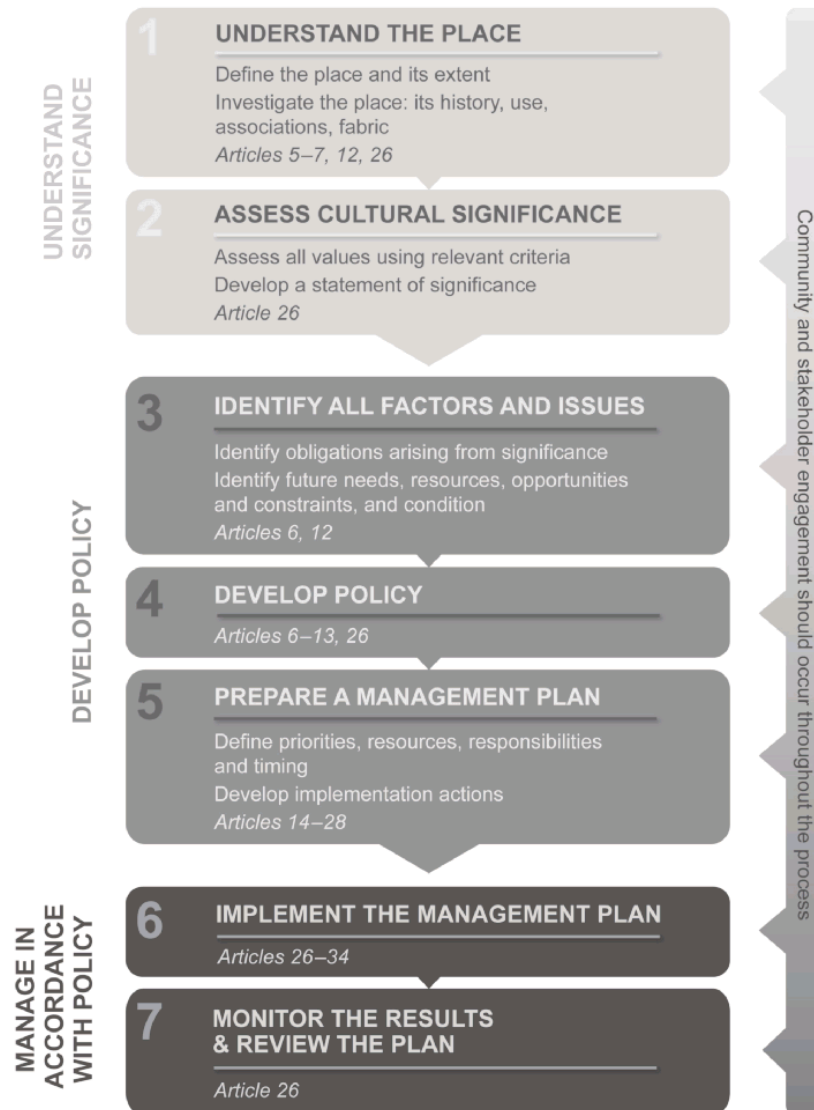 UNDERSTAND
SIGNIFICANCE
1
UNDERSTAND THE PLACE
Define the place and its extent
Investigate the place: its history, use,
associations, fabric
Articles 5–7, 12, 26
2
ASSESS CULTURAL SIGNIFICANCE
Assess all values using relevant criteria
Develop a statement of significance
Article 26
DEVELOP POLICY
3
IDENTIFY ALL FACTORS AND ISSUES
Identify obligations arising from significance
Identify future needs, resources, opportunities
and constraints, and condition
Articles 6, 12
4
DEVELOP POLICY
Articles 6–13, 26
5
PREPARE A MANAGEMENT PLAN
Define priorities, resources, responsibilities
and timing
Develop implementation actions
Articles 14–28
MANAGE IN
ACCORDANCE
WITH POLICY
6
IMPLEMENT THE MANAGEMENT PLAN
Articles 26–34
7
MONITOR THE RESULTS
& REVIEW THE PLAN
Article 26
Community and stakeholder engagement should occur throughout the process